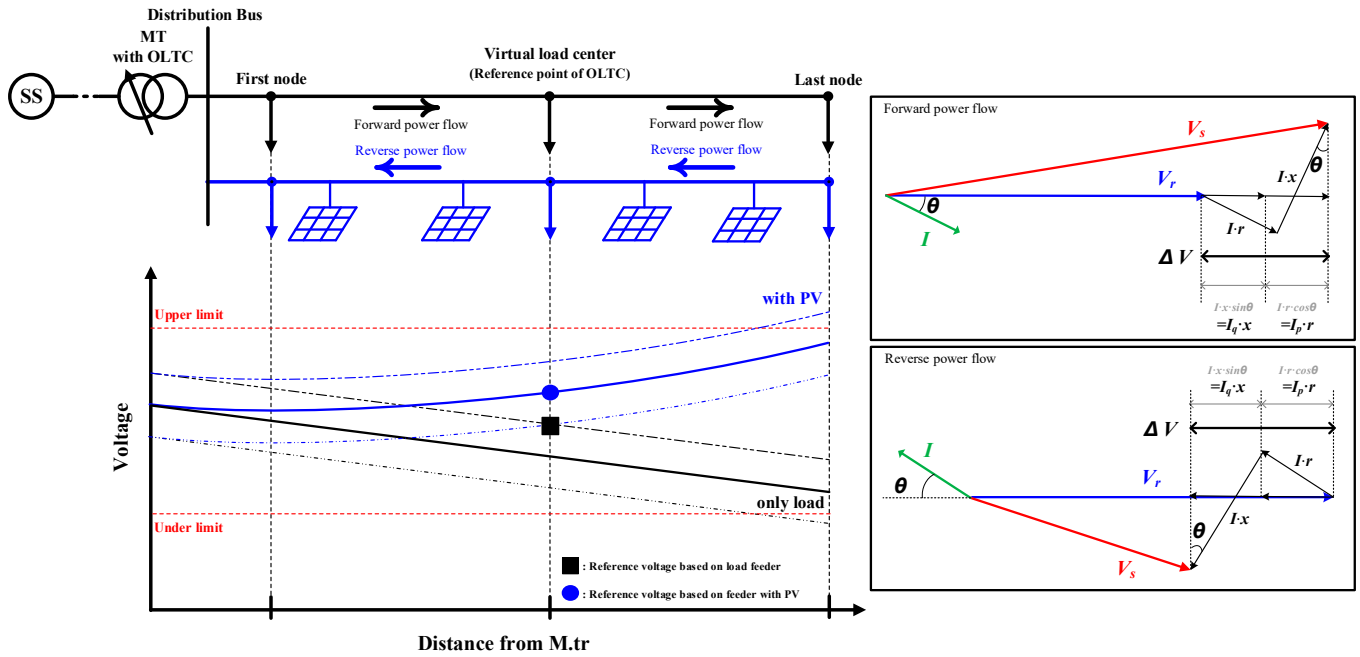 Distribution Bus
MT
with OLTC
SS
First node
Virtual load center
(Reference point of OLTC)
Last node
Forward power flow
Forward power flow
Reverse power flow
Reverse power flow
Voltage
Upper limit
with PV
only load
Under limit
: Reference voltage based on load feeder
: Reference voltage based on feeder with PV
Distance from M.tr
Forward power flow
Vs
Vr
I
θ
I·r
I·x
θ
Δ V
I·x·sinθ
=Iq·x
I·r·cosθ
=Ip·r
Reverse power flow
I·x·sinθ
=Iq·x
I·r·cosθ
=Ip·r
Δ V
I
θ
Vr
I·r
I·x
θ
Vs